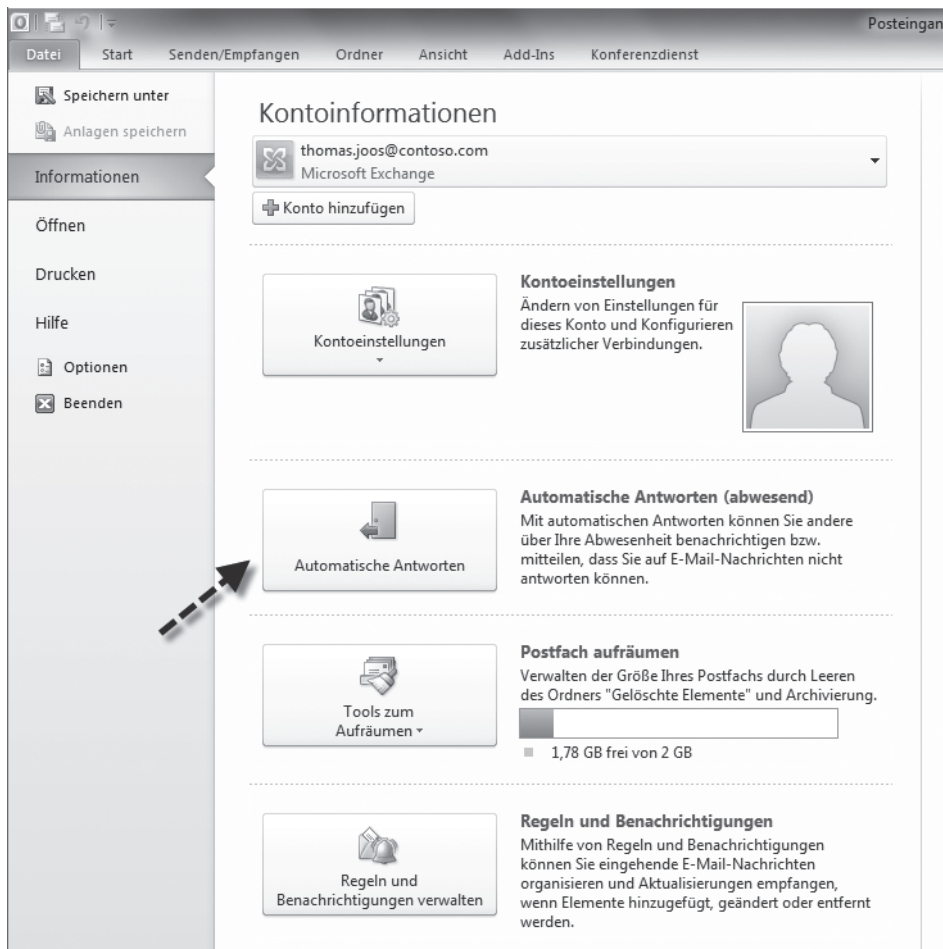 Posteingan
Datei Start Senden/Empfangen Ordner Ansicht Add-Ins Konferenzdienst
Speichern unter
Anlagen speichern
Informationen
Öffnen
Drucken
Hilfe
Optionen
Beenden
Kontoinformationen
thomas.joos@contoso.com
Microsoft Exchange
Konto hinzufügen
Kontoeinstellungen
Kontoeinstellungen
Ändern von Einstellungen für
dieses Konto und Konfigurieren
zusätzlicher Verbindungen.
Automatische Antworten
Automatische Antworten (abwesend)
Mit automatischen Antworten können Sie andere
über Ihre Abwesenheit benachrichtigen bzw.
mitteilen, dass Sie auf E-Mail-Nachrichten nicht
antworten können.
Tools zum
Aufräumen
Postfach aufräumen
Verwalten der Größe Ihres Postfachs durch Leeren
des Ordners "Gelöschte Elemente" und Archivierung.
1,78 GB frei von 2 GB
Regeln und
Benachrichtigungen verwalten
Regeln und Benachrichtigungen
Mithilfe von Regeln und Benachrichtigungen
können Sie eingehende E-Mail-Nachrichten
organisieren und Aktualisierungen empfangen,
wenn Elemente hinzugefügt, geändert oder entfernt
werden.